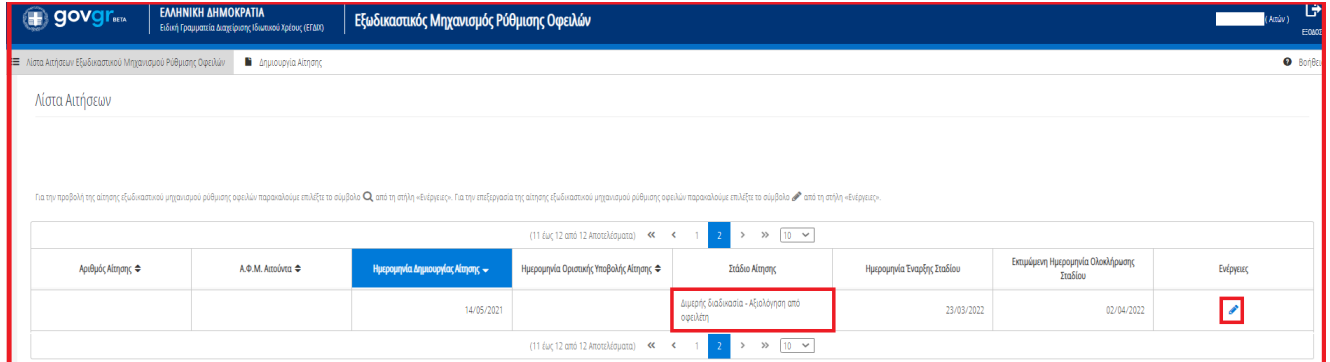 govgr BETA
ΕΛΛΗΝΙΚΗ ΔΗΜΟΚΡΑΤΙΑ
Ειδική Γραμματεία Διαχείρισης Ιδιωτικού Χρέους (ΕΓΔΙΧ)
Εξωδικαστικός Μηχανισμός Ρύθμισης Οφειλών
( Αιτών )
ΕΞΟΔΟΣ
Λίστα Αιτήσεων Εξωδικαστικού Μηχανισμού Ρύθμισης Οφειλών Δημιουργία Αίτησης Βοήθει
Λίστα Αιτήσεων
Για την προβολή της αίτησης εξωδικαστικού μηχανισμού ρύθμισης οφειλών παρακαλούμε επιλέξτε το σύμβολο από τη στήλη «Ενέργειες». Για την επεξεργασία της αίτησης εξωδικαστικού μηχανισμού ρύθμισης οφειλών παρακαλούμε επιλέξτε το σύμβολο από τη στήλη «Ενέργειες».
(11 έως 12 από 12 Αποτελέσματα) 1 2 10
Αριθμός Αίτησης Α.Φ.Μ. Αιτούντα Ημερομηνία Δημιουργίας Αίτησης Ημερομηνία Οριστικής Υποβολής Αίτησης Στάδιο Αίτησης Ημερομηνία Έναρξης Σταδίου Εκτιμώμενη Ημερομηνία Ολοκλήρωσης Σταδίου Ενέργειες
14/05/2021 Διμερής διαδικασία - Αξιολόγηση από οφειλέτη 23/03/2022 02/04/2022
(11 έως 12 από 12 Αποτελέσματα) 1 2 10